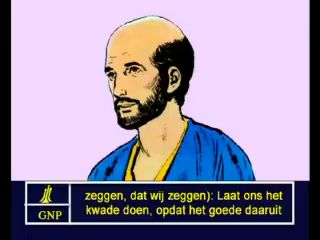 zeggen, dat wij zeggen): Laat ons het
kwade doen, opdat het goede daaruit
GNP